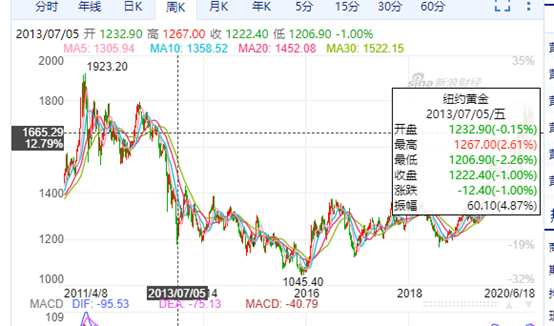 分时 年线 日K 周K 月K 年K 5分 15分 30分 60分
2013/07/05 开 1232.90 高 1267.00 收 1222.40 低 1206.90 -1.00%
MA5: 1305.94 MA10: 1358.52 MA20: 1452.08 MA30: 1522.15
2000 1923.20 35%
sina 新浪财经
1800
纽约黄金
2013/07/05/五
1665.29 开盘 1232.90(-0.15%)
12.79% 最高 1267.00(2.61%)
最低 1206.90(-2.26%)
收盘 1222.40(-1.00%)
1400 涨跌 -12.40(-1.00%)
振幅 60.10(4.87%)
1200 -19%
1000 1045.40 -32%
2011/4/8 2013/07/05 14 2016 2018 2020/6/18
MACD DIF: -95.53 DEA: -75.13 MACD: -40.79
109